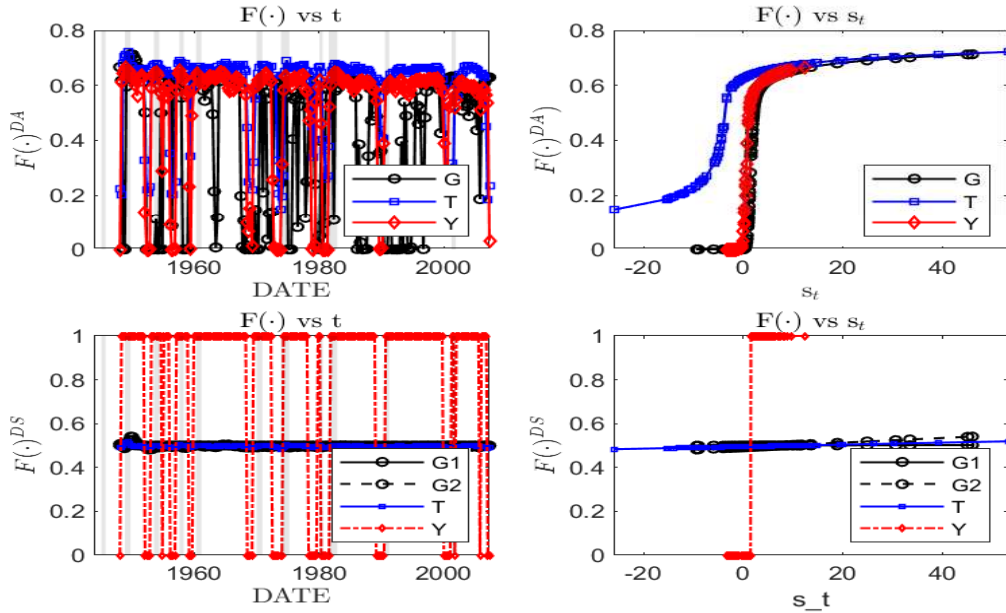 F(·) vs t
F(·)^{DA}
0.8
0.6
0.4
0.2
0
1960 1980 2000
DATE
G
T
Y
F(·) vs s_t
F(·)^{DA}
0.8
0.6
0.4
0.2
0
-20 0 20 40
s_t
G
T
Y
F(·) vs t
F(·)^{DS}
1
0.8
0.6
0.4
0.2
0
1960 1980 2000
DATE
G1
G2
T
Y
F(·) vs s_t
F(·)^{DS}
1
0.8
0.6
0.4
0.2
0
-20 0 20 40
s_t
G1
G2
T
Y